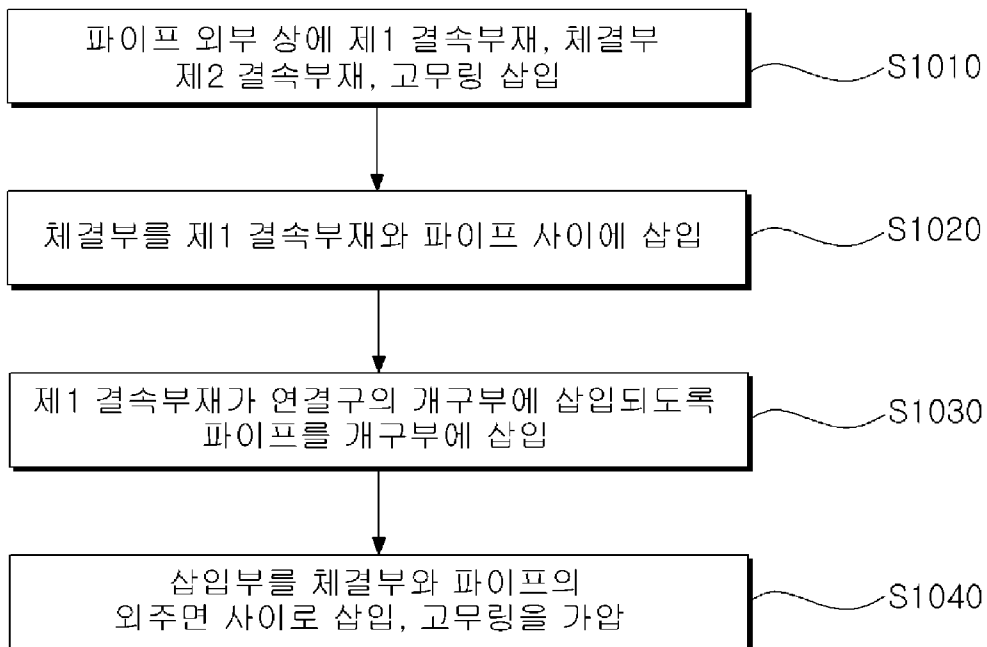 파이프 외부 상에 제1 결속부재, 체결부
제2 결속부재, 고무링 삽입
S1010
체결부를 제1 결속부재와 파이프 사이에 삽입
S1020
제1 결속부재가 연결구의 개구부에 삽입되도록
파이프를 개구부에 삽입
S1030
삽입부를 체결부와 파이프의
외주면 사이로 삽입, 고무링을 가압
S1040